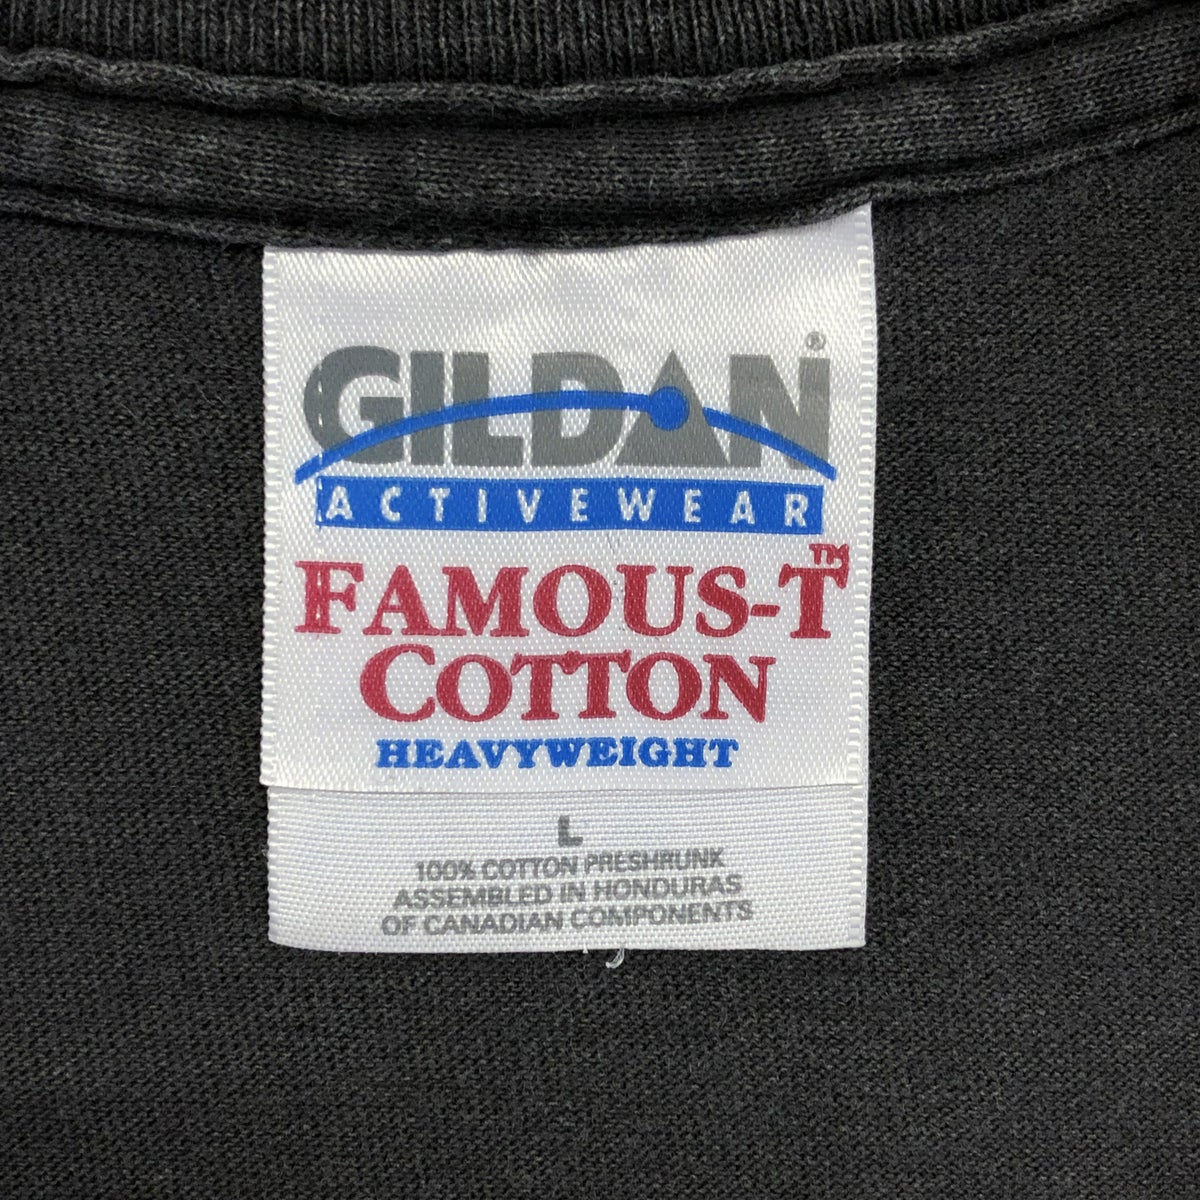 GILDAN®
ACTIVEWEAR
FAMOUS-T™
COTTON
HEAVYWEIGHT
L
100% COTTON PRESHRUNK
ASSEMBLED IN HONDURAS
OF CANADIAN COMPONENTS